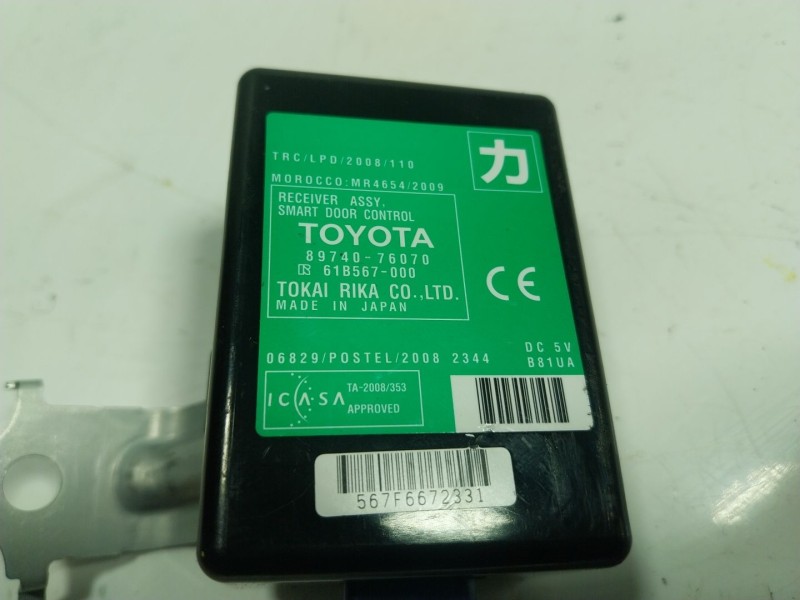 TRC/LPD/2008/110
力
MOROCCO:MR4654/2009
RECEIVER ASSY.
SMART DOOR CONTROL
TOYOTA
89740-76070
61B567-000
TOKAI RIKA CO.,LTD.
MADE IN JAPAN
CE
06829/POSTEL/2008 2344
DC 5V
B81UA
ICASA
TA-2008/353
APPROVED
567F6672331